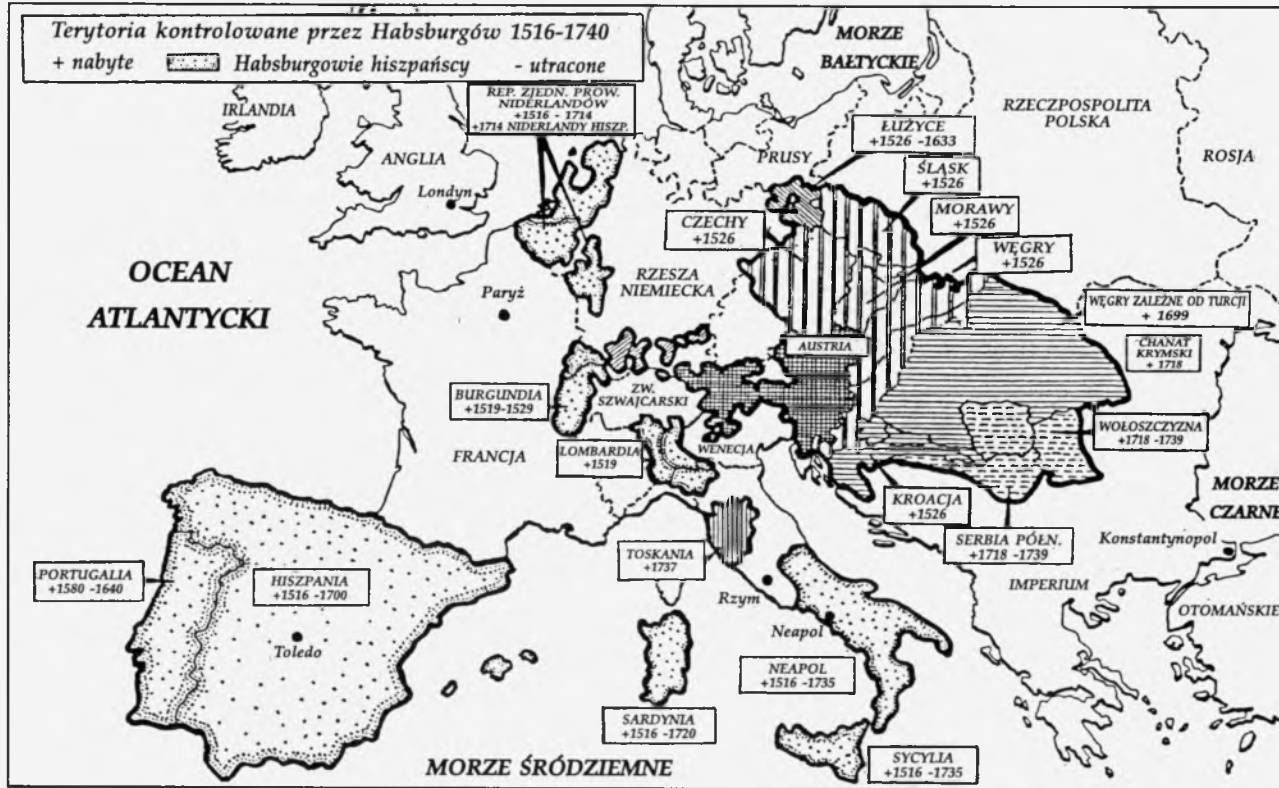 Terytoria kontrolowane przez Habsburgów 1516-1740
+ nabyte Habsburgowie hiszpańscy - utracone
MORZE
BAŁTYCKIE
IRLANDIA
REP. ZJEDN. PROW.
NIDERLANDÓW
+1516 - 1714
+1714 NIDERLANDY HISZP.
RZECZPOSPOLITA
POLSKA
ANGLIA
Londyn
PRUSY
ŁUŻYCE
+1526 -1633
ROSJA
ŚLĄSK
+1526
CZECHY
+1526
MORAWY
+1526
WĘGRY
+1526
OCEAN
ATLANTYCKI
Paryż
RZESZA
NIEMIECKA
WĘGRY ZALEŻNE OD TURCJI
+ 1699
AUSTRIA
CHANAT
KRYMSKI
+ 1718
BURGUNDIA
+1519-1529
ZW.
SZWAJCARSKI
WOŁOSZCZYZNA
+1718 -1739
FRANCJA
LOMBARDIA
+1519
WENECJA
KROACJA
+1526
MORZE
CZARNE
SERBIA PÓŁN.
+1718 -1739
Konstantynopol
PORTUGALIA
+1580 -1640
HISZPANIA
+1516 -1700
TOSKANIA
+1737
IMPERIUM
OTOMAŃSKIE
Rzym
Toledo
Neapol
NEAPOL
+1516 -1735
SARDYNIA
+1516 -1720
SYCYLIA
+1516 -1735
MORZE ŚRÓDZIEMNE